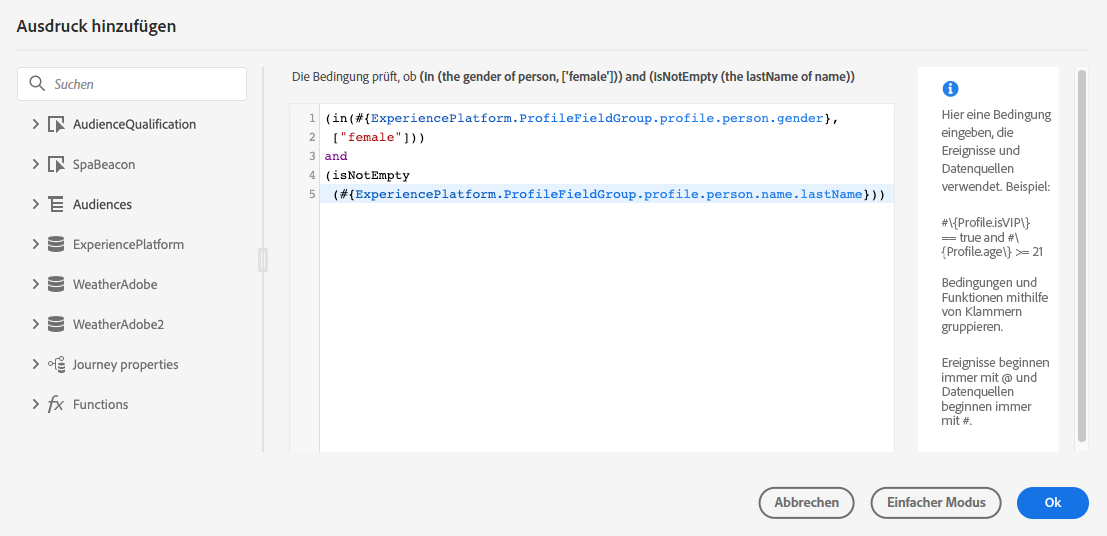 Ausdruck hinzufügen
Suchen
AudienceQualification
SpaBeacon
Audiences
ExperiencePlatform
WeatherAdobe
WeatherAdobe2
Journey properties
fx Functions
Die Bedingung prüft, ob (in (the gender of person, ['female'])) and (isNotEmpty (the lastName of name))
1 (in(#{ExperiencePlatform.ProfileFieldGroup.profile.person.gender},
2 ["female"]))
3 and
4 (isNotEmpty
5 (#{ExperiencePlatform.ProfileFieldGroup.profile.person.name.lastName}))
Hier eine Bedingung
eingeben, die
Ereignisse und
Datenquellen
verwendet. Beispiel:
#\{Profile.isVIP\}
== true and #\
{Profile.age\} >= 21
Bedingungen und
Funktionen mithilfe
von Klammern
gruppieren.
Ereignisse beginnen
immer mit @ und
Datenquellen
beginnen immer
mit #.
Abbrechen
Einfacher Modus
Ok